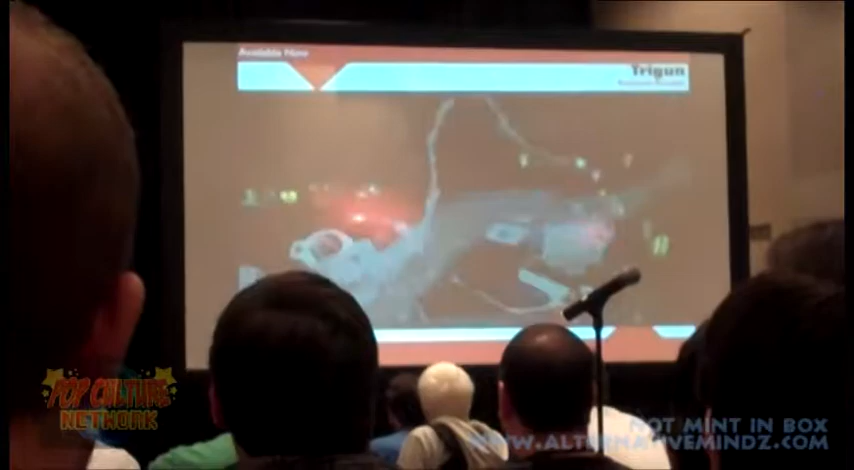 Available Now
Trigun
POP CULTURE
NETWORK
NOT MINT IN BOX
WWW.ALTERNATIVEMINDZ.COM